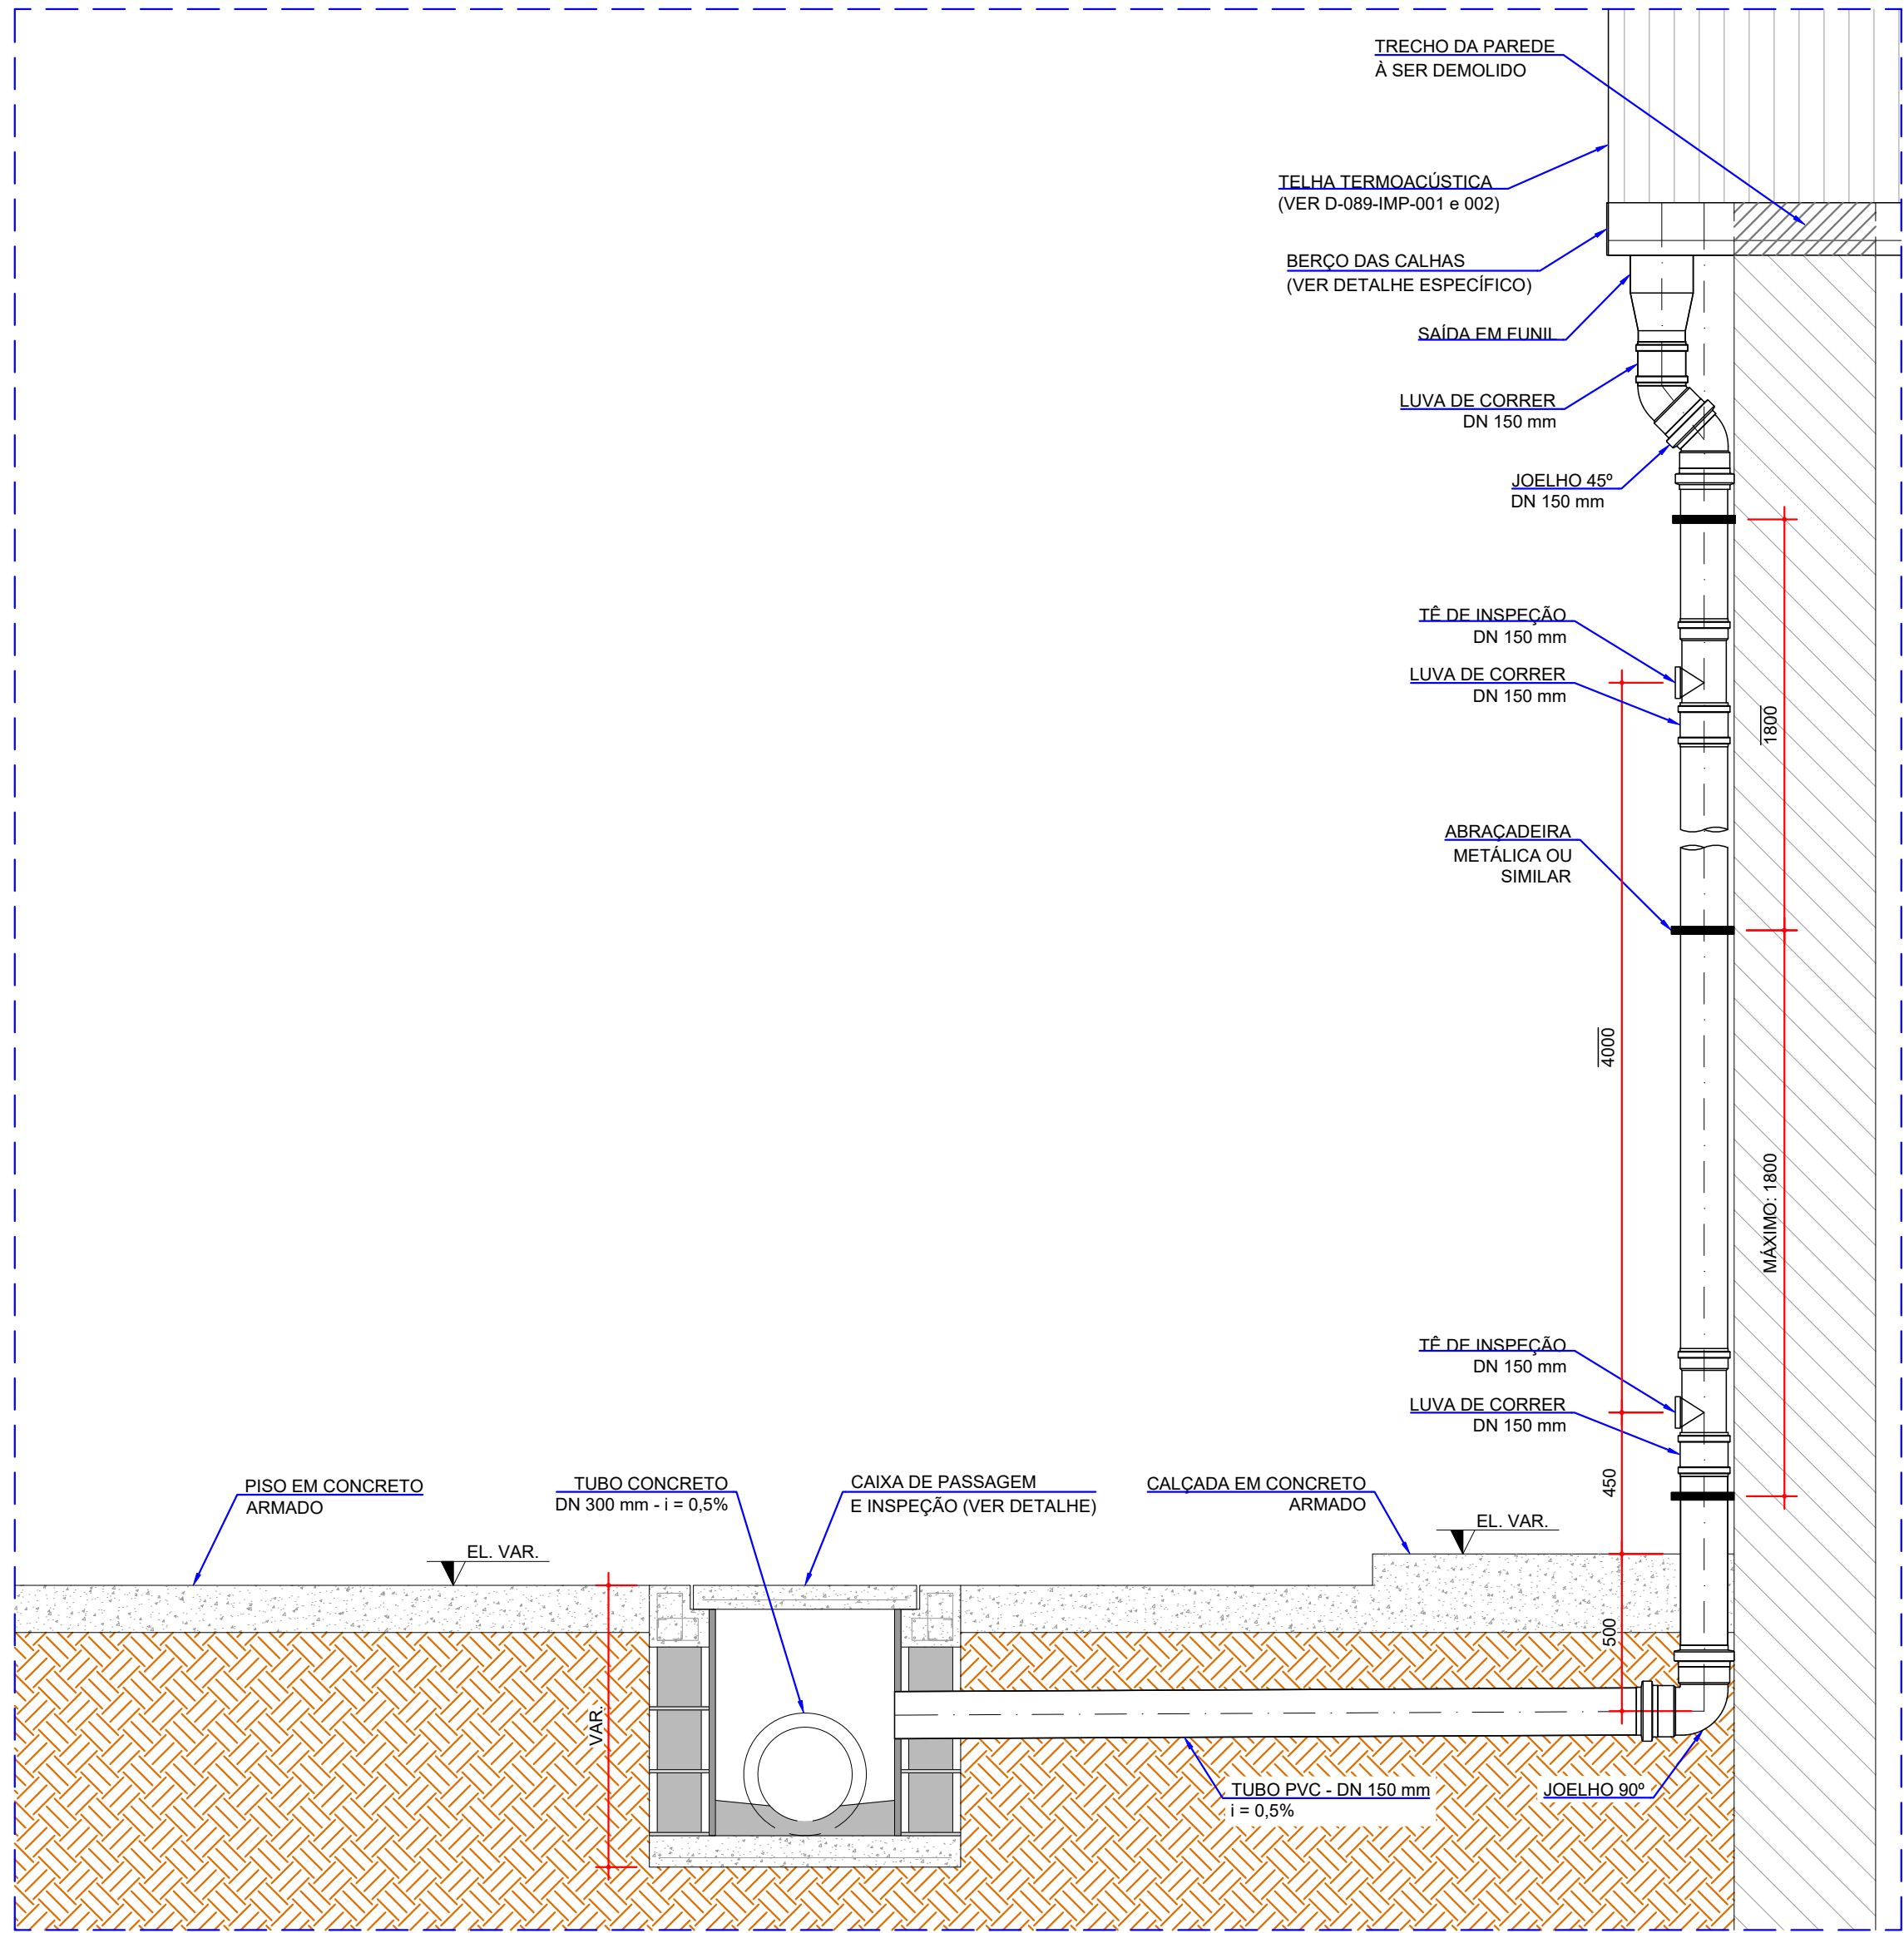 TRECHO DA PAREDE
À SER DEMOLIDO
TELHA TERMOACÚSTICA
(VER D-089-IMP-001 e 002)
BERÇO DAS CALHAS
(VER DETALHE ESPECÍFICO)
SAÍDA EM FUNIL
LUVA DE CORRER
DN 150 mm
JOELHO 45º
DN 150 mm
TÊ DE INSPEÇÃO
DN 150 mm
LUVA DE CORRER
DN 150 mm
1800
ABRAÇADEIRA
METÁLICA OU
SIMILAR
4000
MÁXIMO: 1800
TÊ DE INSPEÇÃO
DN 150 mm
LUVA DE CORRER
DN 150 mm
450
PISO EM CONCRETO
ARMADO
TUBO CONCRETO
DN 300 mm - i = 0,5%
CAIXA DE PASSAGEM
E INSPEÇÃO (VER DETALHE)
CALÇADA EM CONCRETO
ARMADO
EL. VAR.
EL. VAR.
500
VAR.
TUBO PVC - DN 150 mm
i = 0,5%
JOELHO 90º